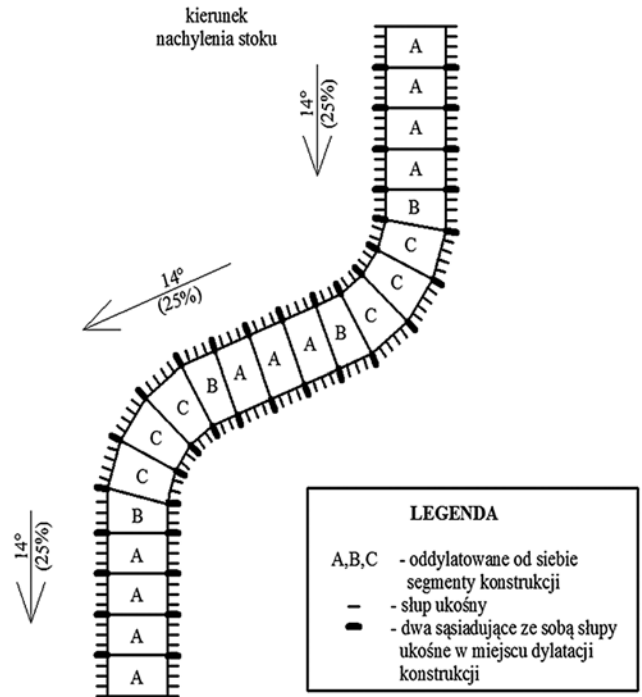 kierunek
nachylenia stoku
14°
(25%)
A
A
A
A
B
C
C
C
B
A
A
A
B
C
C
C
B
A
A
A
A
14°
(25%)
14°
(25%)
LEGENDA
A,B,C - oddylatowane od siebie
segmenty konstrukcji
- słup ukośny
- dwa sąsiadujące ze sobą słupy
ukośne w miejscu dylatacji
konstrukcji